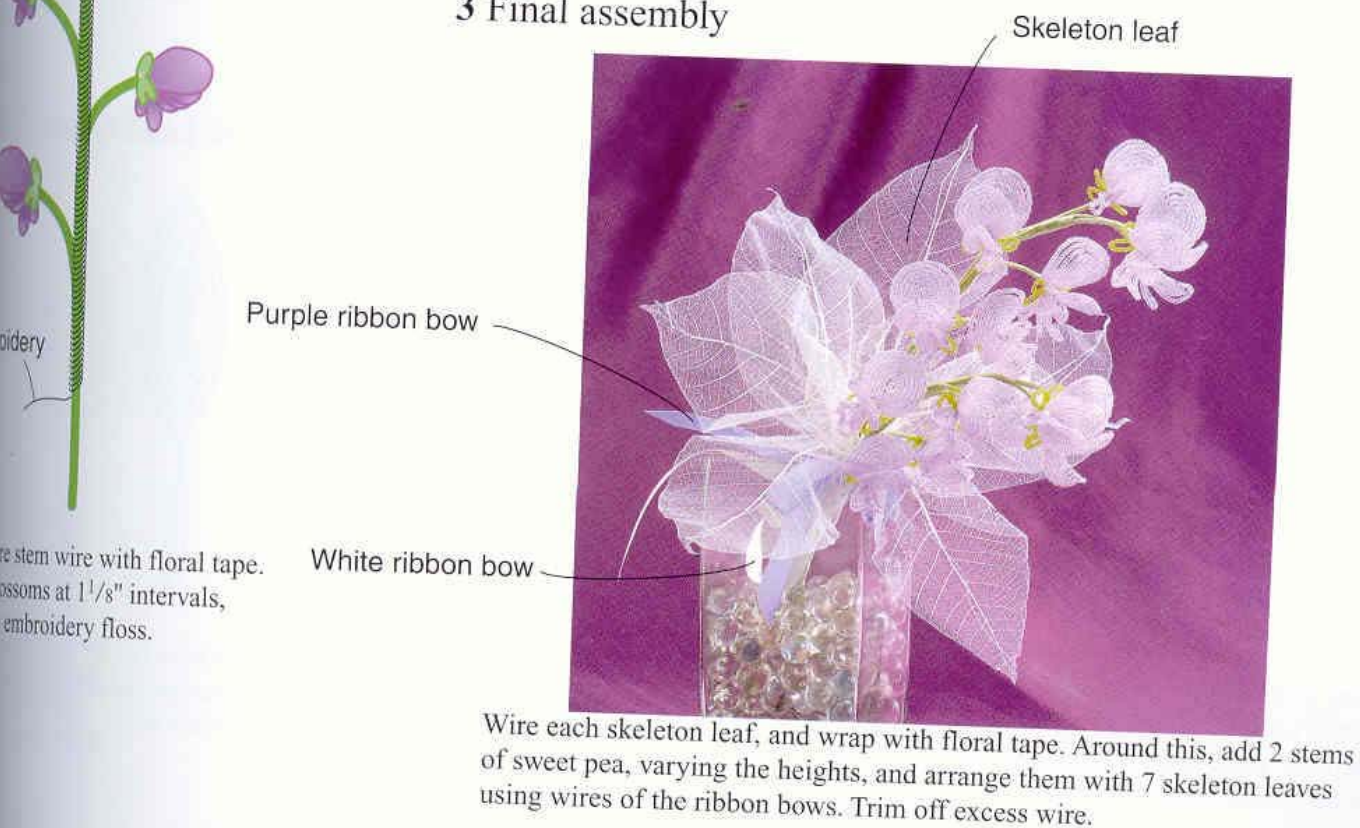 3 Final assembly
Skeleton leaf
Purple ribbon bow
White ribbon bow
stem wire with floral tape.
at 1 1/8" intervals,
embroidery floss.
Wire each skeleton leaf, and wrap with floral tape. Around this, add 2 stems
of sweet pea, varying the heights, and arrange them with 7 skeleton leaves
using wires of the ribbon bows. Trim off excess wire.